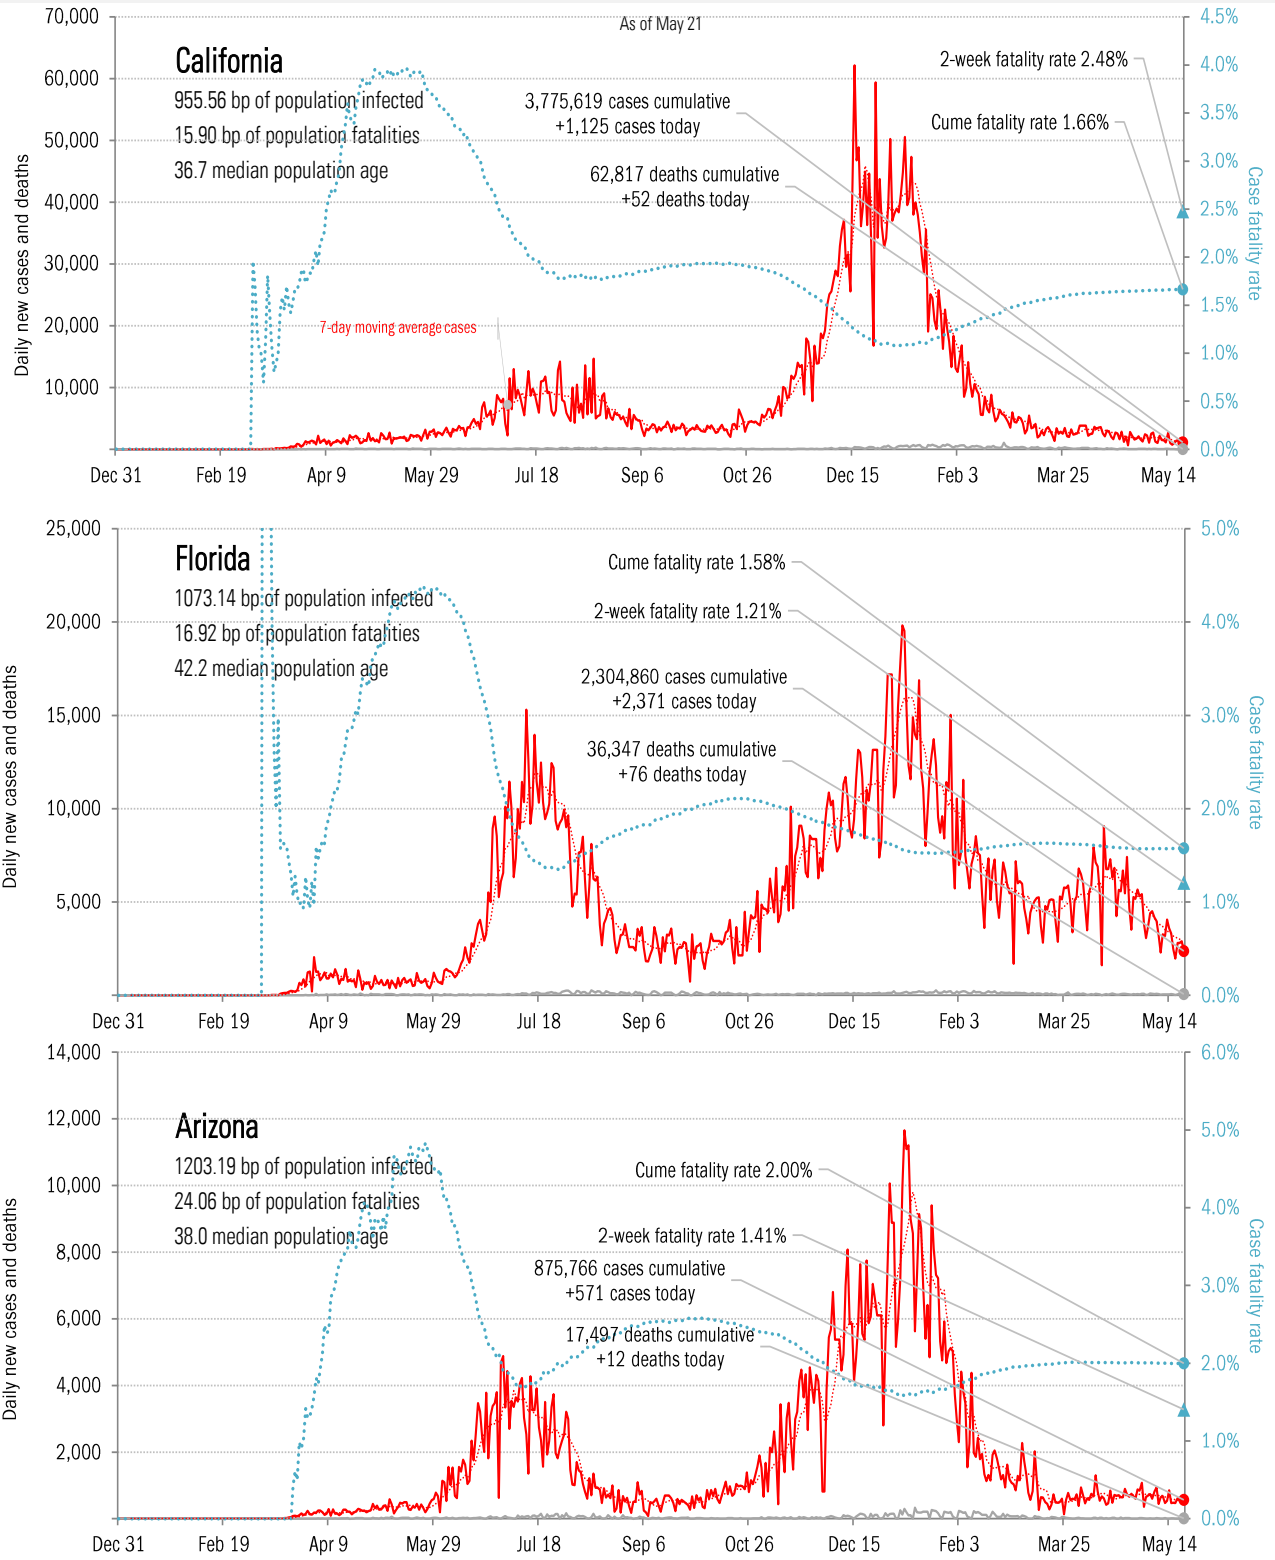 As of May 21
California
955.56 bp of population infected
15.90 bp of population fatalities
36.7 median population age
3,775,619 cases cumulative
+1,125 cases today
62,817 deaths cumulative
+52 deaths today
2-week fatality rate 2.48%
Cume fatality rate 1.66%
7-day moving average cases
Daily new cases and deaths
Case fatality rate
70,000
60,000
50,000
40,000
30,000
20,000
10,000
4.5%
4.0%
3.5%
3.0%
2.5%
2.0%
1.5%
1.0%
0.5%
0.0%
Dec 31 Feb 19 Apr 9 May 29 Jul 18 Sep 6 Oct 26 Dec 15 Feb 3 Mar 25 May 14
Florida
1073.14 bp of population infected
16.92 bp of population fatalities
42.2 median population age
Cume fatality rate 1.58%
2-week fatality rate 1.21%
2,304,860 cases cumulative
+2,371 cases today
36,347 deaths cumulative
+76 deaths today
Daily new cases and deaths
Case fatality rate
25,000
20,000
15,000
10,000
5,000
5.0%
4.0%
3.0%
2.0%
1.0%
0.0%
Dec 31 Feb 19 Apr 9 May 29 Jul 18 Sep 6 Oct 26 Dec 15 Feb 3 Mar 25 May 14
Arizona
1203.19 bp of population infected
24.06 bp of population fatalities
38.0 median population age
Cume fatality rate 2.00%
2-week fatality rate 1.41%
875,766 cases cumulative
+571 cases today
17,497 deaths cumulative
+12 deaths today
Daily new cases and deaths
Case fatality rate
14,000
12,000
10,000
8,000
6,000
4,000
2,000
6.0%
5.0%
4.0%
3.0%
2.0%
1.0%
0.0%
Dec 31 Feb 19 Apr 9 May 29 Jul 18 Sep 6 Oct 26 Dec 15 Feb 3 Mar 25 May 14